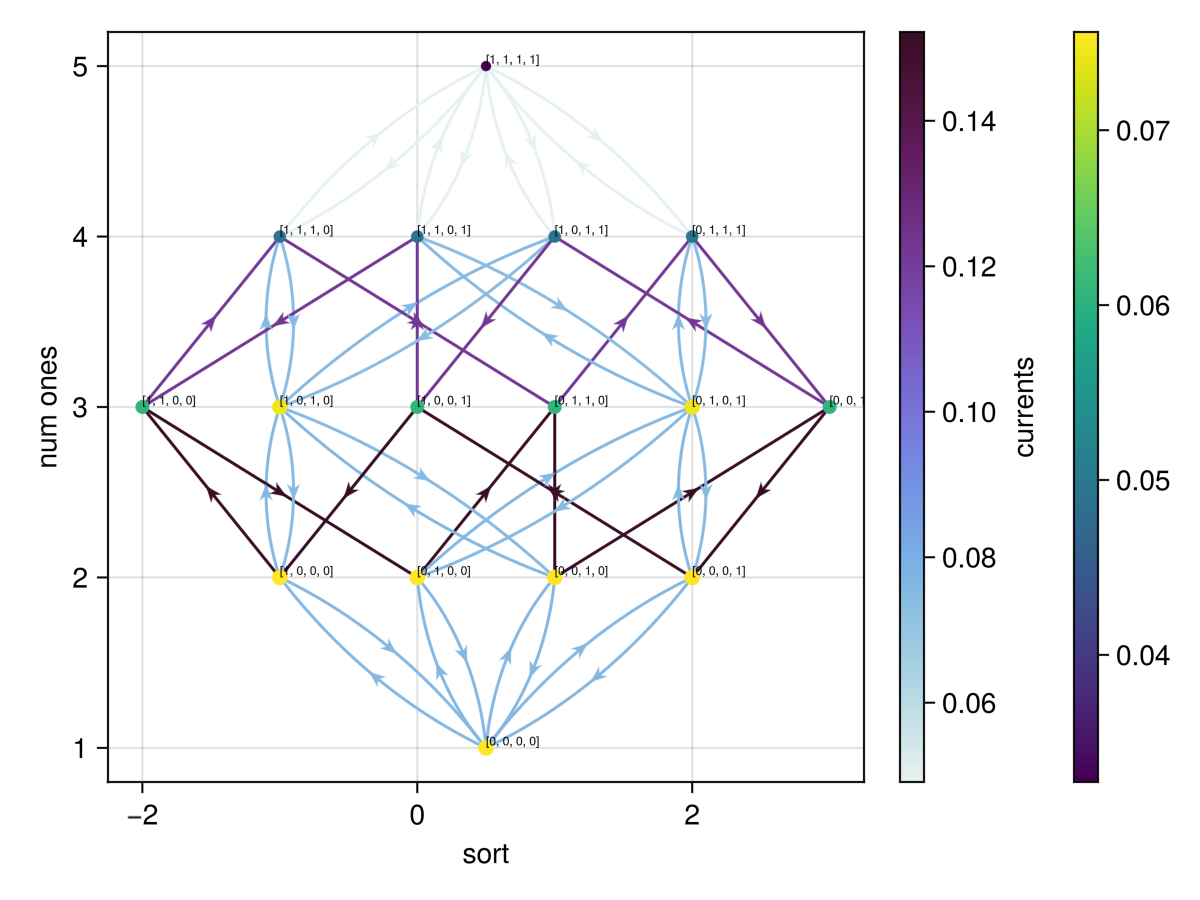 5
[1, 1, 1, 1]
4
[1, 1, 1, 0]
[1, 1, 0, 1]
[1, 0, 1, 1]
[0, 1, 1, 1]
3
[1, 1, 0, 0]
[1, 0, 1, 0]
[1, 0, 0, 1]
[0, 1, 1, 0]
[0, 1, 0, 1]
[0, 0, 1
2
[1, 0, 0, 0]
[0, 1, 0, 0]
[0, 0, 1, 0]
[0, 0, 0, 1]
1
[0, 0, 0, 0]
num ones
−2
0
2
sort
0.14
0.12
0.10
0.08
0.06
currents
0.07
0.06
0.05
0.04